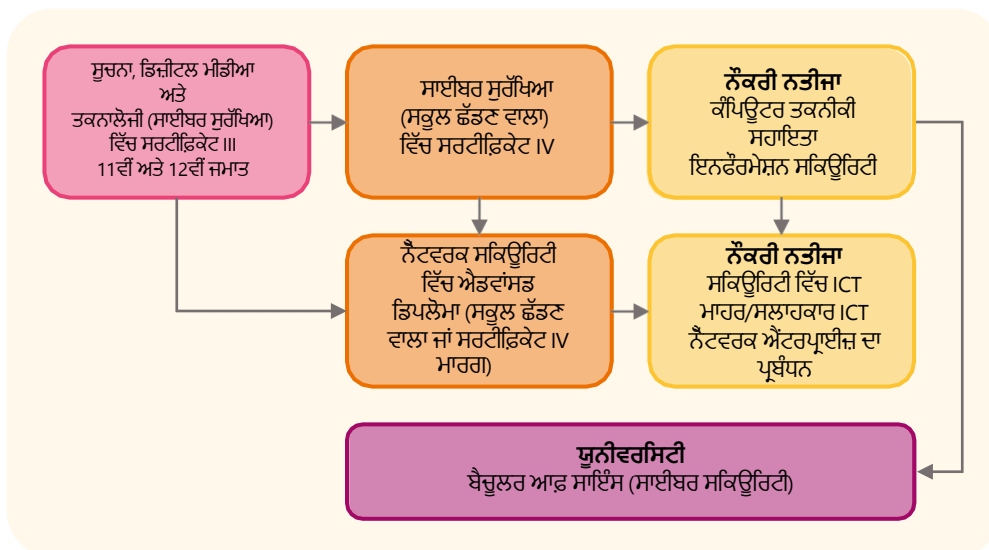 ਸੂਚਨਾ, ਡਿਜ਼ੀਟਲ ਮੀਡੀਆ
ਅਤੇ
ਤਕਨਾਲੋਜੀ (ਸਾਈਬਰ ਸੁਰੱਖਿਆ)
ਵਿੱਚ ਸਰਟੀਫ਼ਿਕੇਟ III
11ਵੀਂ ਅਤੇ 12ਵੀਂ ਜਮਾਤ
ਸਾਈਬਰ ਸੁਰੱਖਿਆ
(ਸਕੂਲ ਛੱਡਣ ਵਾਲਾ)
ਵਿੱਚ ਸਰਟੀਫ਼ਿਕੇਟ IV
ਨੌਕਰੀ ਨਤੀਜਾ
ਕੰਪਿਊਟਰ ਤਕਨੀਕੀ
ਸਹਾਇਤਾ
ਇਨਫੌਰਮੇਸ਼ਨ ਸਕਿਊਰਿਟੀ
ਨੈੱਟਵਰਕ ਸਕਿਊਰਿਟੀ
ਵਿੱਚ ਐਡਵਾਂਸਡ
ਡਿਪਲੋਮਾ (ਸਕੂਲ ਛੱਡਣ
ਵਾਲਾ ਜਾਂ ਸਰਟੀਫ਼ਿਕੇਟ IV
ਮਾਰਗ)
ਨੌਕਰੀ ਨਤੀਜਾ
ਸਕਿਊਰਿਟੀ ਵਿੱਚ ICT
ਮਾਹਰ/ਸਲਾਹਕਾਰ ICT
ਨੈੱਟਵਰਕ ਐਂਟਰਪ੍ਰਾਈਜ਼ ਦਾ
ਪ੍ਰਬੰਧਨ
ਯੂਨੀਵਰਸਿਟੀ
ਬੈਚੂਲਰ ਆਫ਼ ਸਾਇੰਸ (ਸਾਈਬਰ ਸਕਿਊਰਿਟੀ)